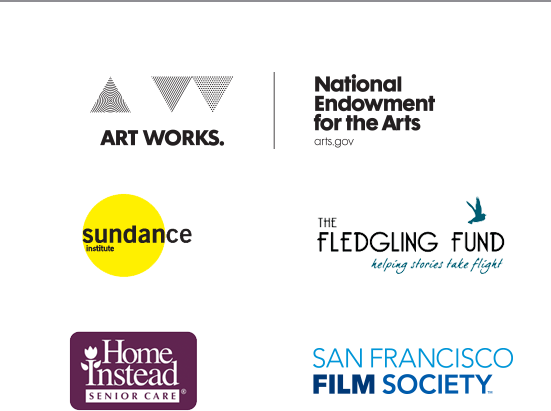 ART WORKS.
National
Endowment
for the Arts
arts.gov
sundance
institute
THE
FLEDGLING FUND
helping stories take flight
Home
Instead
SENIOR CARE®
SAN FRANCISCO
FILM SOCIETY™